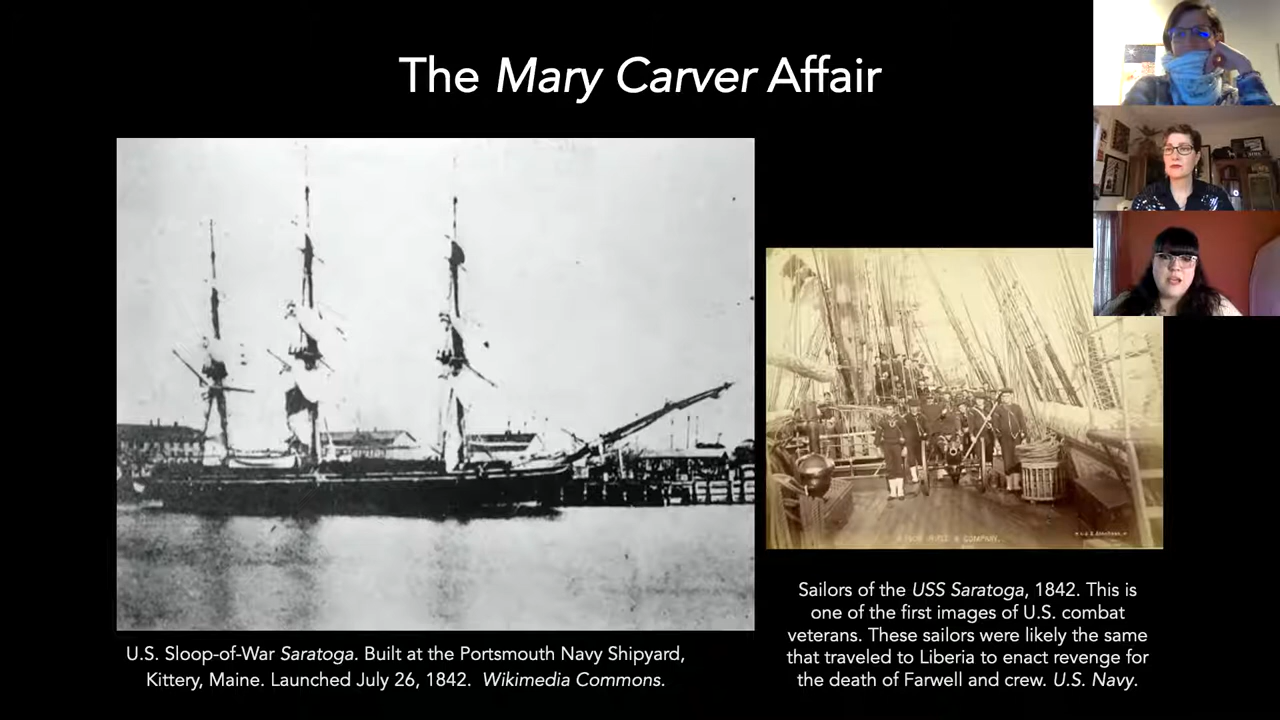 The Mary Carver Affair
U.S. Sloop-of-War Saratoga. Built at the Portsmouth Navy Shipyard,
Kittery, Maine. Launched July 26, 1842. Wikimedia Commons.
Sailors of the USS Saratoga, 1842. This is
one of the first images of U.S. combat
veterans. These sailors were likely the same
that traveled to Liberia to enact revenge for
the death of Farwell and crew. U.S. Navy.
COMPANY.